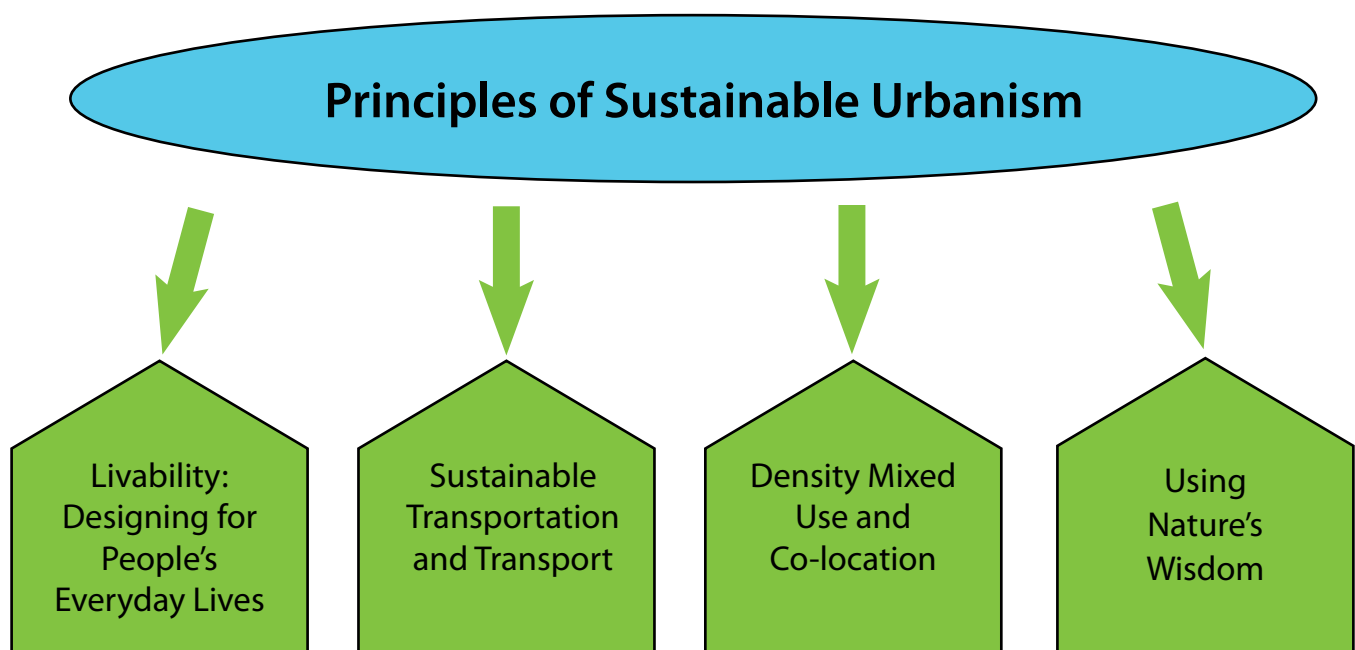 Principles of Sustainable Urbanism
Livability:
Designing for
People’s
Everyday Lives
Sustainable
Transportation
and Transport
Density Mixed
Use and
Co-location
Using
Nature’s
Wisdom